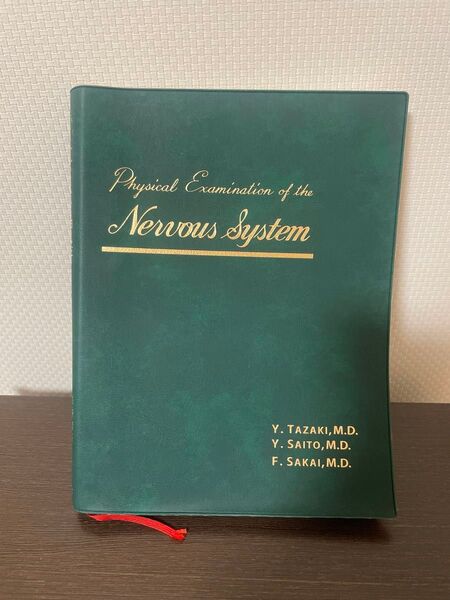 Physical Examination of the
Nervous System
Y. TAZAKI, M.D.
Y. SAITO, M.D.
F. SAKAI, M.D.